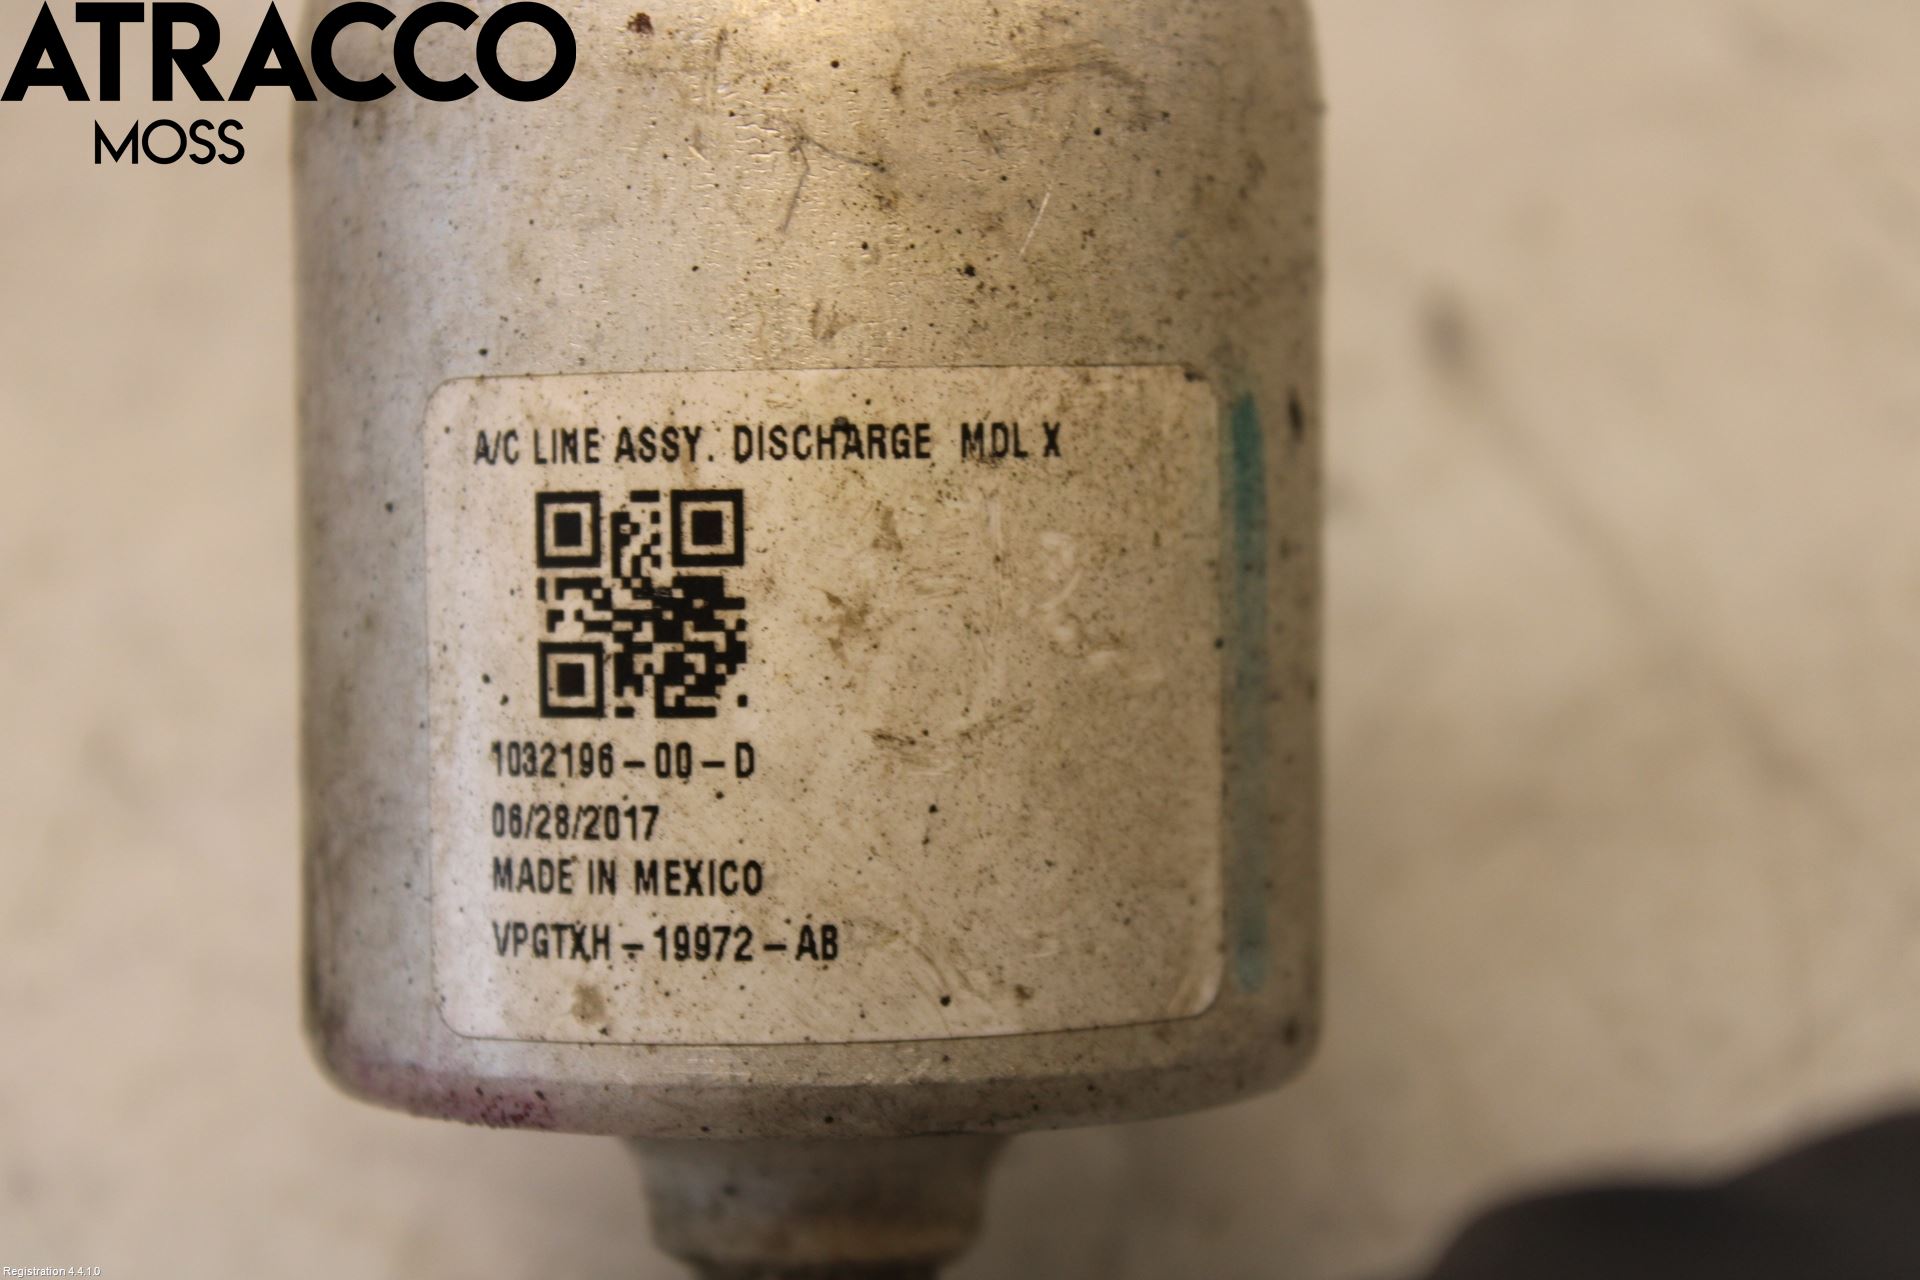 ATRACCO
MOSS
A/C LINE ASSY. DISCHARGE MDL X
1032196-00-D
06/28/2017
MADE IN MEXICO
VPGTXH-19972-AB
Registration 4.4.1.0